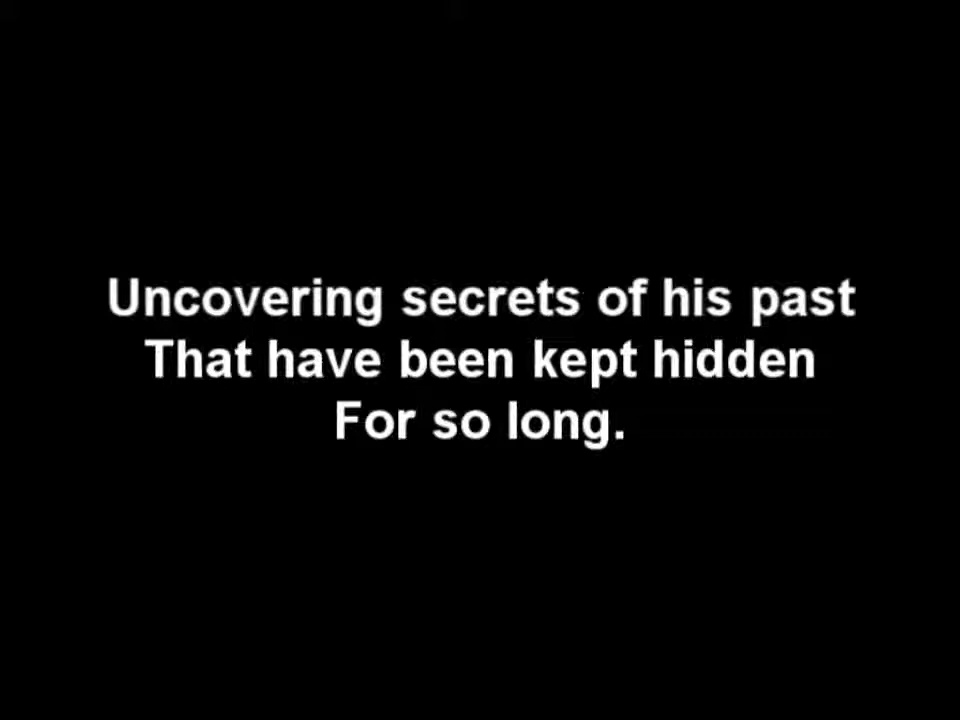 Uncovering secrets of his past
That have been kept hidden
For so long.